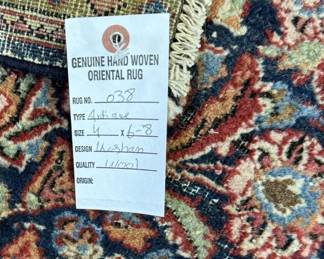 GENUINE HAND WOVEN
ORIENTAL RUG
RUG NO. 038
TYPE Antique
SIZE 4 x 6-8
DESIGN Kashan
QUALITY Wool
ORIGIN: